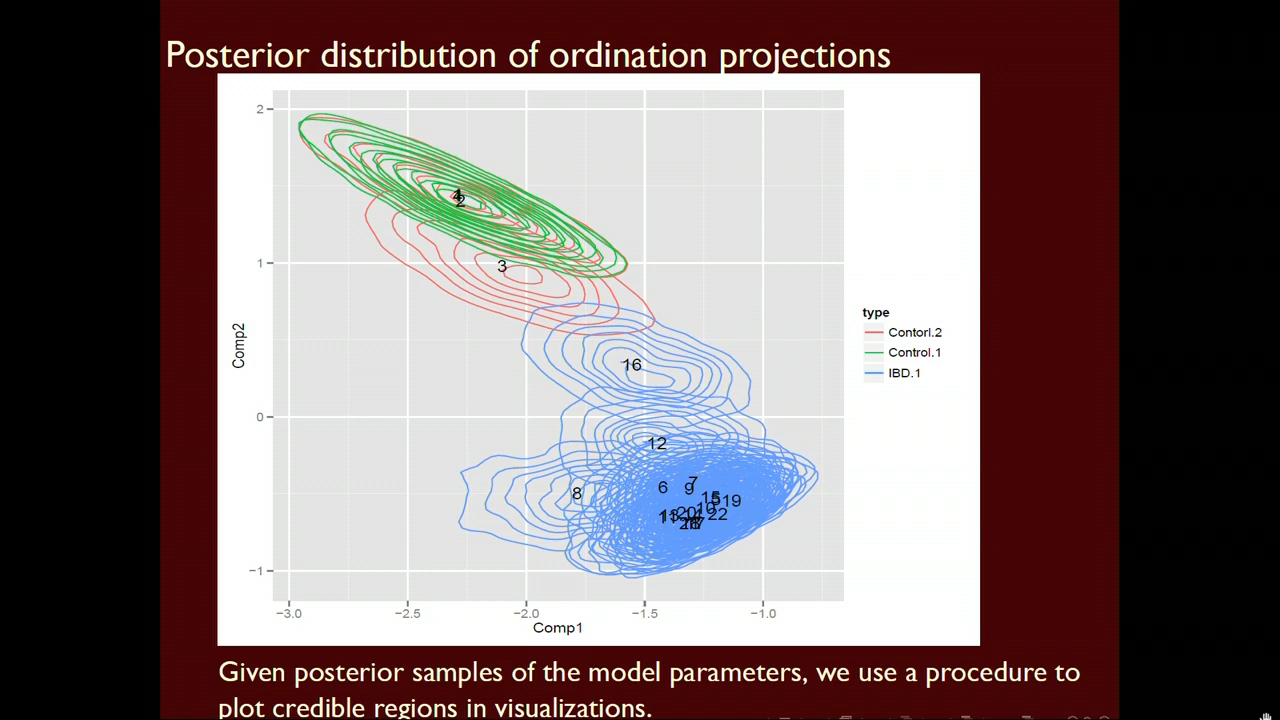 Posterior distribution of ordination projections
2
1
0
−1
Comp2
−3.0
−2.5
−2.0
−1.5
−1.0
Comp1
2
3
16
12
8
6
9
7
15
19
10
22
type
Contorl.2
Control.1
IBD.1
Given posterior samples of the model parameters, we use a procedure to
plot credible regions in visualizations.